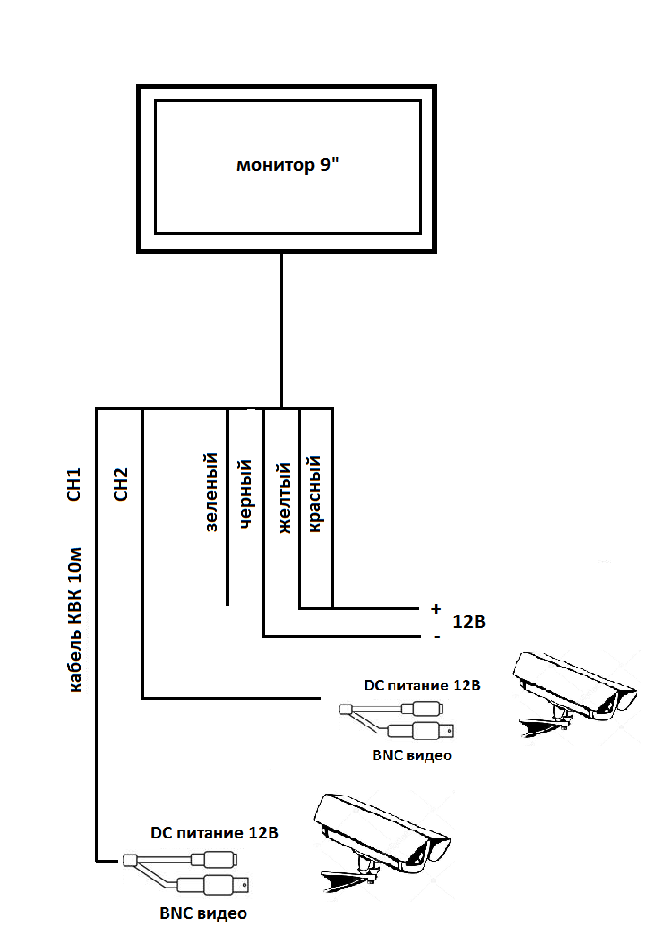 монитор 9"
CH1
CH2
зеленый
черный
желтый
красный
кабель КВК 10м
+
12В
-
DC питание 12В
BNC видео
DC питание 12В
BNC видео